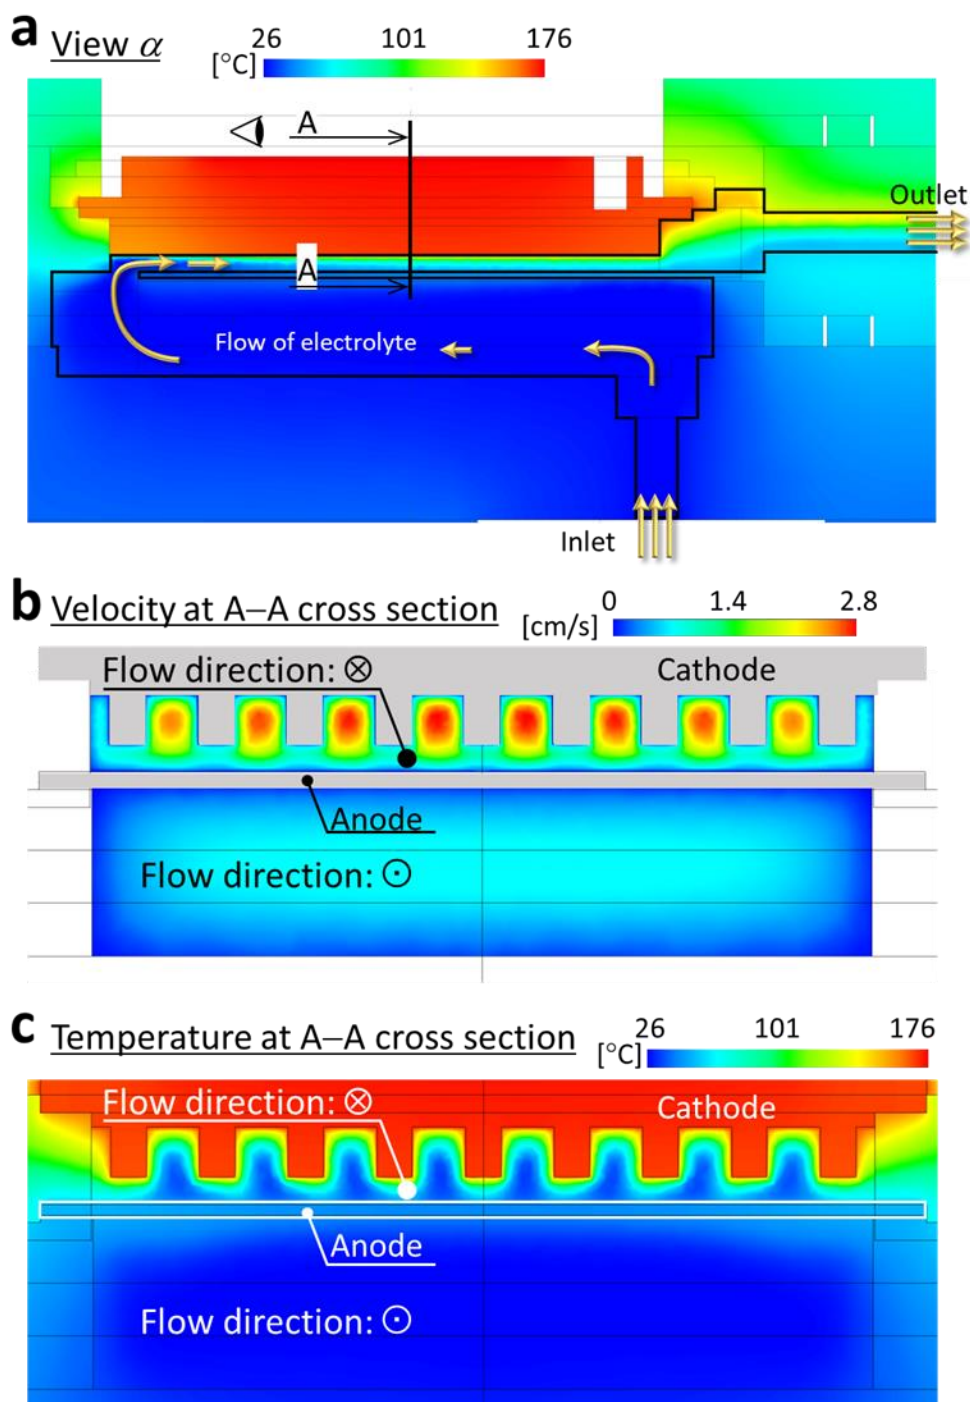 a View α
26 101 176
[°C]
A
Outlet
A
Flow of electrolyte
Inlet
b Velocity at A–A cross section
0 1.4 2.8
[cm/s]
Flow direction: ⊗
Cathode
Anode
Flow direction: ⊙
c Temperature at A–A cross section
26 101 176
[°C]
Flow direction: ⊗
Cathode
Anode
Flow direction: ⊙